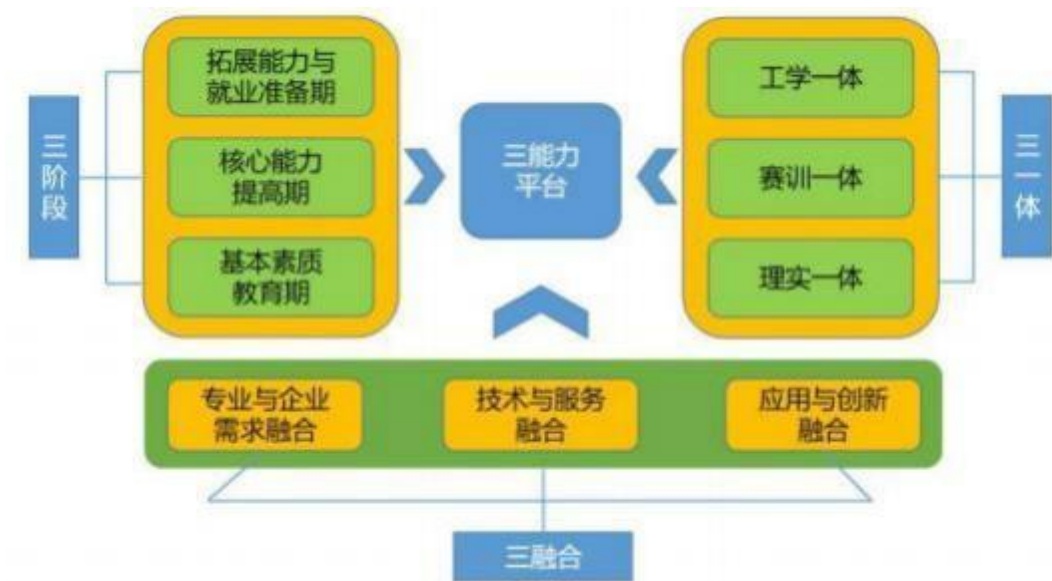 三阶段
拓展能力与
就业准备期
核心能力
提高期
基本素质
教育期
三能力
平台
工学一体
赛训一体
理实一体
三一体
专业与企业
需求融合
技术与服务
融合
应用与创新
融合
三融合